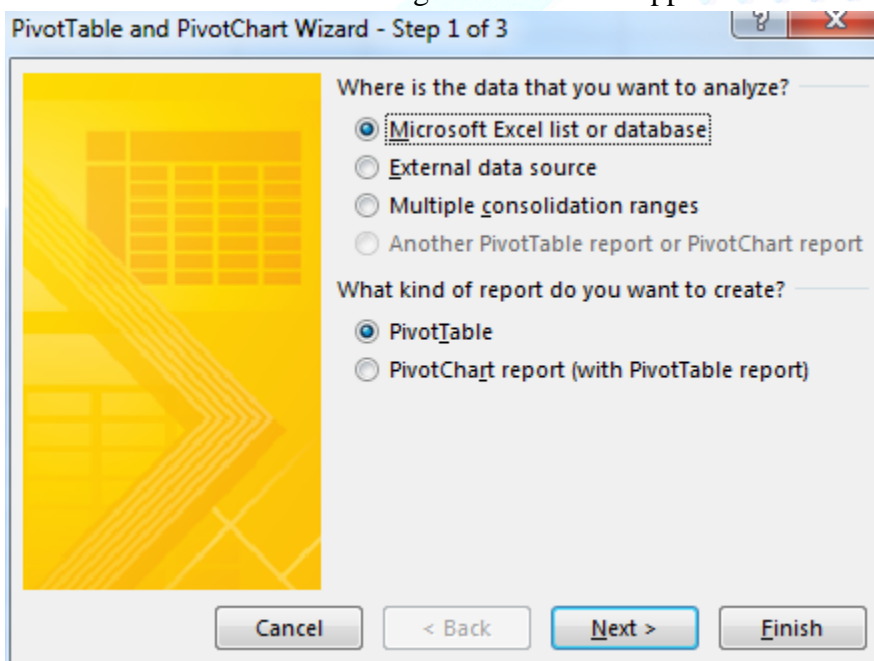 PivotTable and PivotChart Wizard - Step 1 of 3
?
X
Where is the data that you want to analyze?
Microsoft Excel list or database
External data source
Multiple consolidation ranges
Another PivotTable report or PivotChart report
What kind of report do you want to create?
PivotTable
PivotChart report (with PivotTable report)
Cancel
< Back
Next >
Finish